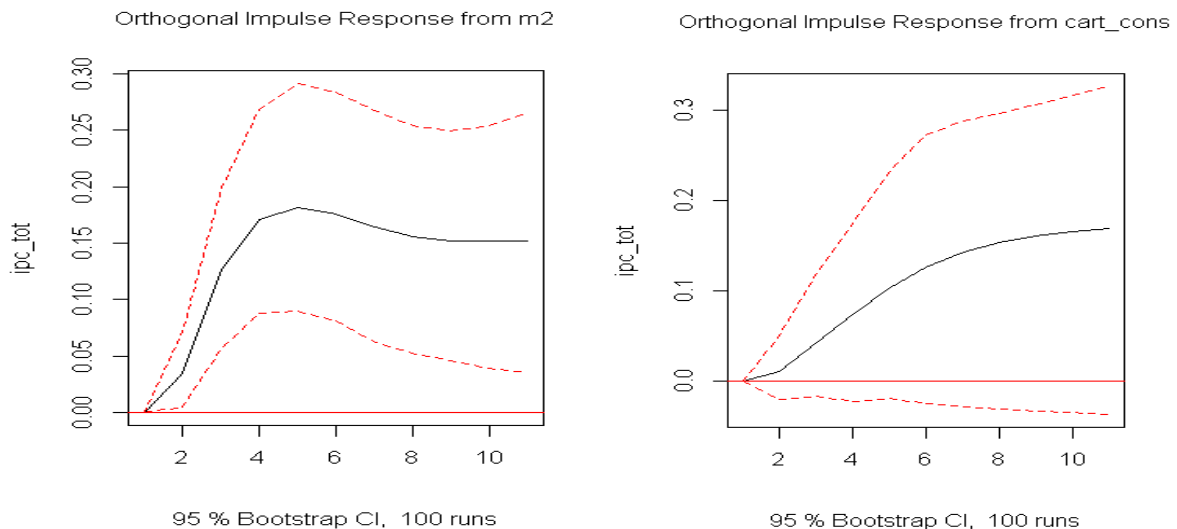 Orthogonal Impulse Response from m2
ipc_tot
0.30
0.25
0.20
0.15
0.10
0.05
0.00
2 4 6 8 10
95 % Bootstrap CI, 100 runs
Orthogonal Impulse Response from cart_cons
ipc_tot
0.3
0.2
0.1
0.0
2 4 6 8 10
95 % Bootstrap CI, 100 runs